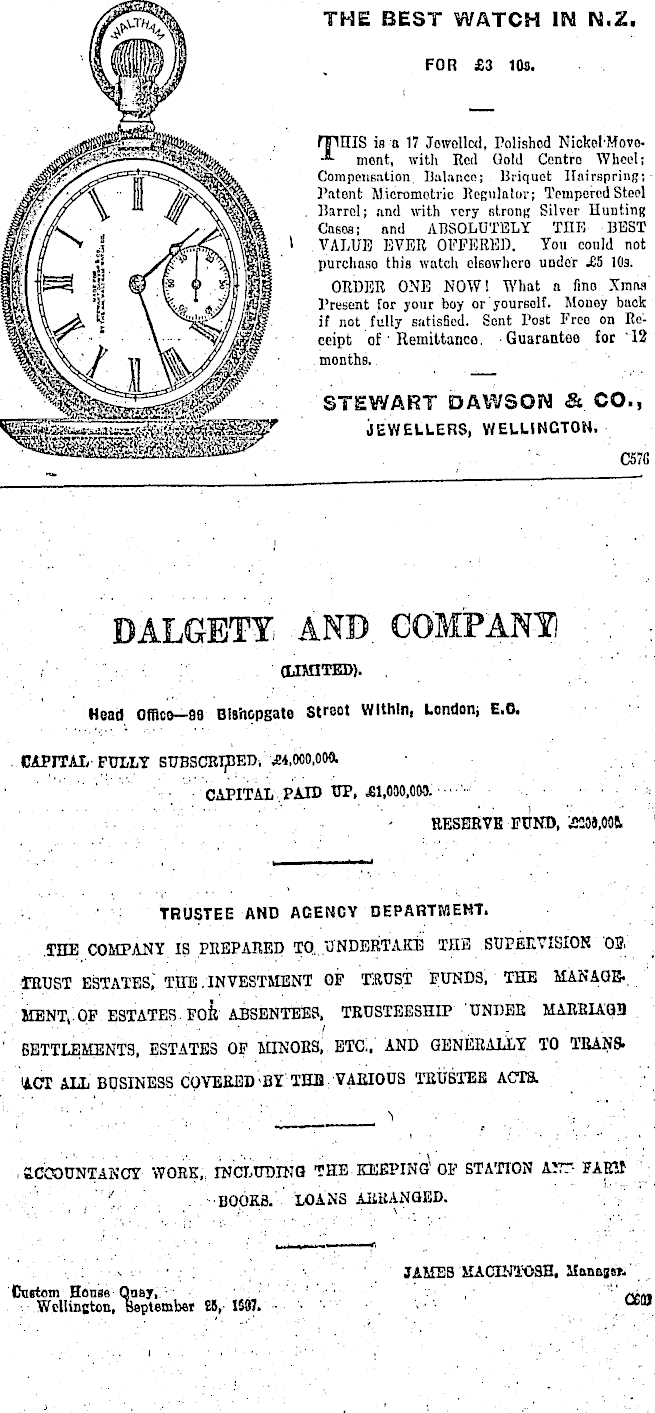 WALTHAM
THE BEST WATCH IN N.Z.
FOR £3 10s.
THIS is a 17 Jewelled, Polished Nickel Move-
ment, with Red Gold Centre Wheel;
Compensation Balance; Briquet Hairspring;
Patent Micrometric Regulator; Tempered Steel
Barrel; and with very strong Silver Hunting
Cases; and ABSOLUTELY THE BEST
VALUE EVER OFFERED. You could not
purchase this watch elsewhere under £5 10s.
ORDER ONE NOW! What a fine Xmas
Present for your boy or yourself. Money back
if not fully satisfied. Sent Post Free on Re-
ceipt of Remittance. Guarantee for 12
months.
STEWART DAWSON & CO.,
JEWELLERS, WELLINGTON.
C576
DALGETY AND COMPANY
(LIMITED).
Head Office—96 Bishopgate Street Within, London, E.C.
CAPITAL FULLY SUBSCRIBED, £4,000,000.
CAPITAL PAID UP, £1,000,000.
RESERVE FUND,
TRUSTEE AND AGENCY DEPARTMENT.
THE COMPANY IS PREPARED TO UNDERTAKE THE SUPERVISION OF
TRUST ESTATES, THE INVESTMENT OF TRUST FUNDS, THE MANAGE-
MENT, OF ESTATES FOR ABSENTEES, TRUSTEESHIP UNDER MARRIAGE
SETTLEMENTS, ESTATES OF MINORS, ETC., AND GENERALLY TO TRANS-
ACT ALL BUSINESS COVERED BY THE VARIOUS TRUSTEE ACTS.
ACCOUNTANCY WORK, INCLUDING THE KEEPING OF STATION AND FARM
BOOKS. LOANS ARRANGED.
JAMES MACINTOSH, Manager.
Custom House Quay,
Wellington, September 25,